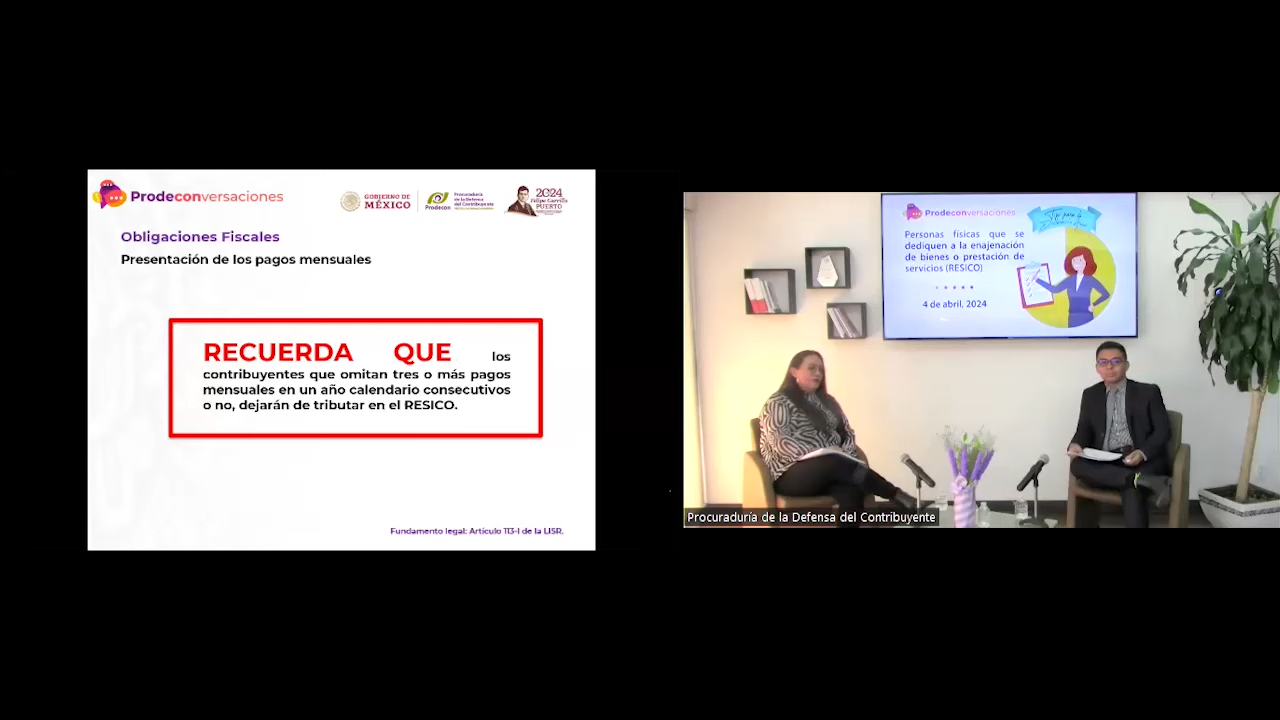 Prodeconversaciones
GOBIERNO DE
MÉXICO
Prodecon
Procuraduría
de la Defensa
del Contribuyente
2024
Felipe Carrillo
PUERTO
Obligaciones Fiscales
Presentación de los pagos mensuales
RECUERDA QUE los
contribuyentes que omitan tres o más pagos
mensuales en un año calendario consecutivos
o no, dejarán de tributar en el RESICO.
Fundamento legal: Artículo 113-I de la LISR.
Prodeconversaciones
Personas físicas que se
dediquen a la enajenación
de bienes o prestación de
servicios (RESICO)
4 de abril, 2024
Procuraduría de la Defensa del Contribuyente